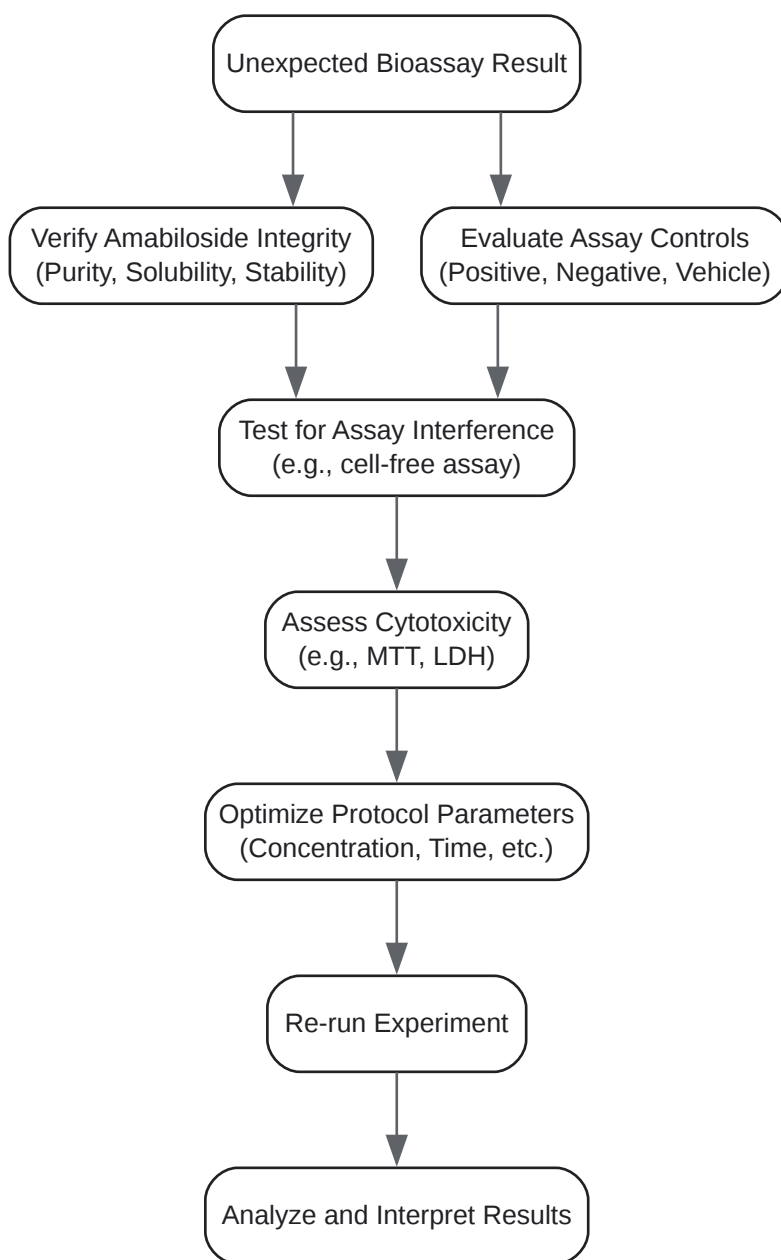 Unexpected Bioassay Result
Verify Amabiloside Integrity
(Purity, Solubility, Stability)
Evaluate Assay Controls
(Positive, Negative, Vehicle)
Test for Assay Interference
(e.g., cell-free assay)
Assess Cytotoxicity
(e.g., MTT, LDH)
Optimize Protocol Parameters
(Concentration, Time, etc.)
Re-run Experiment
Analyze and Interpret Results